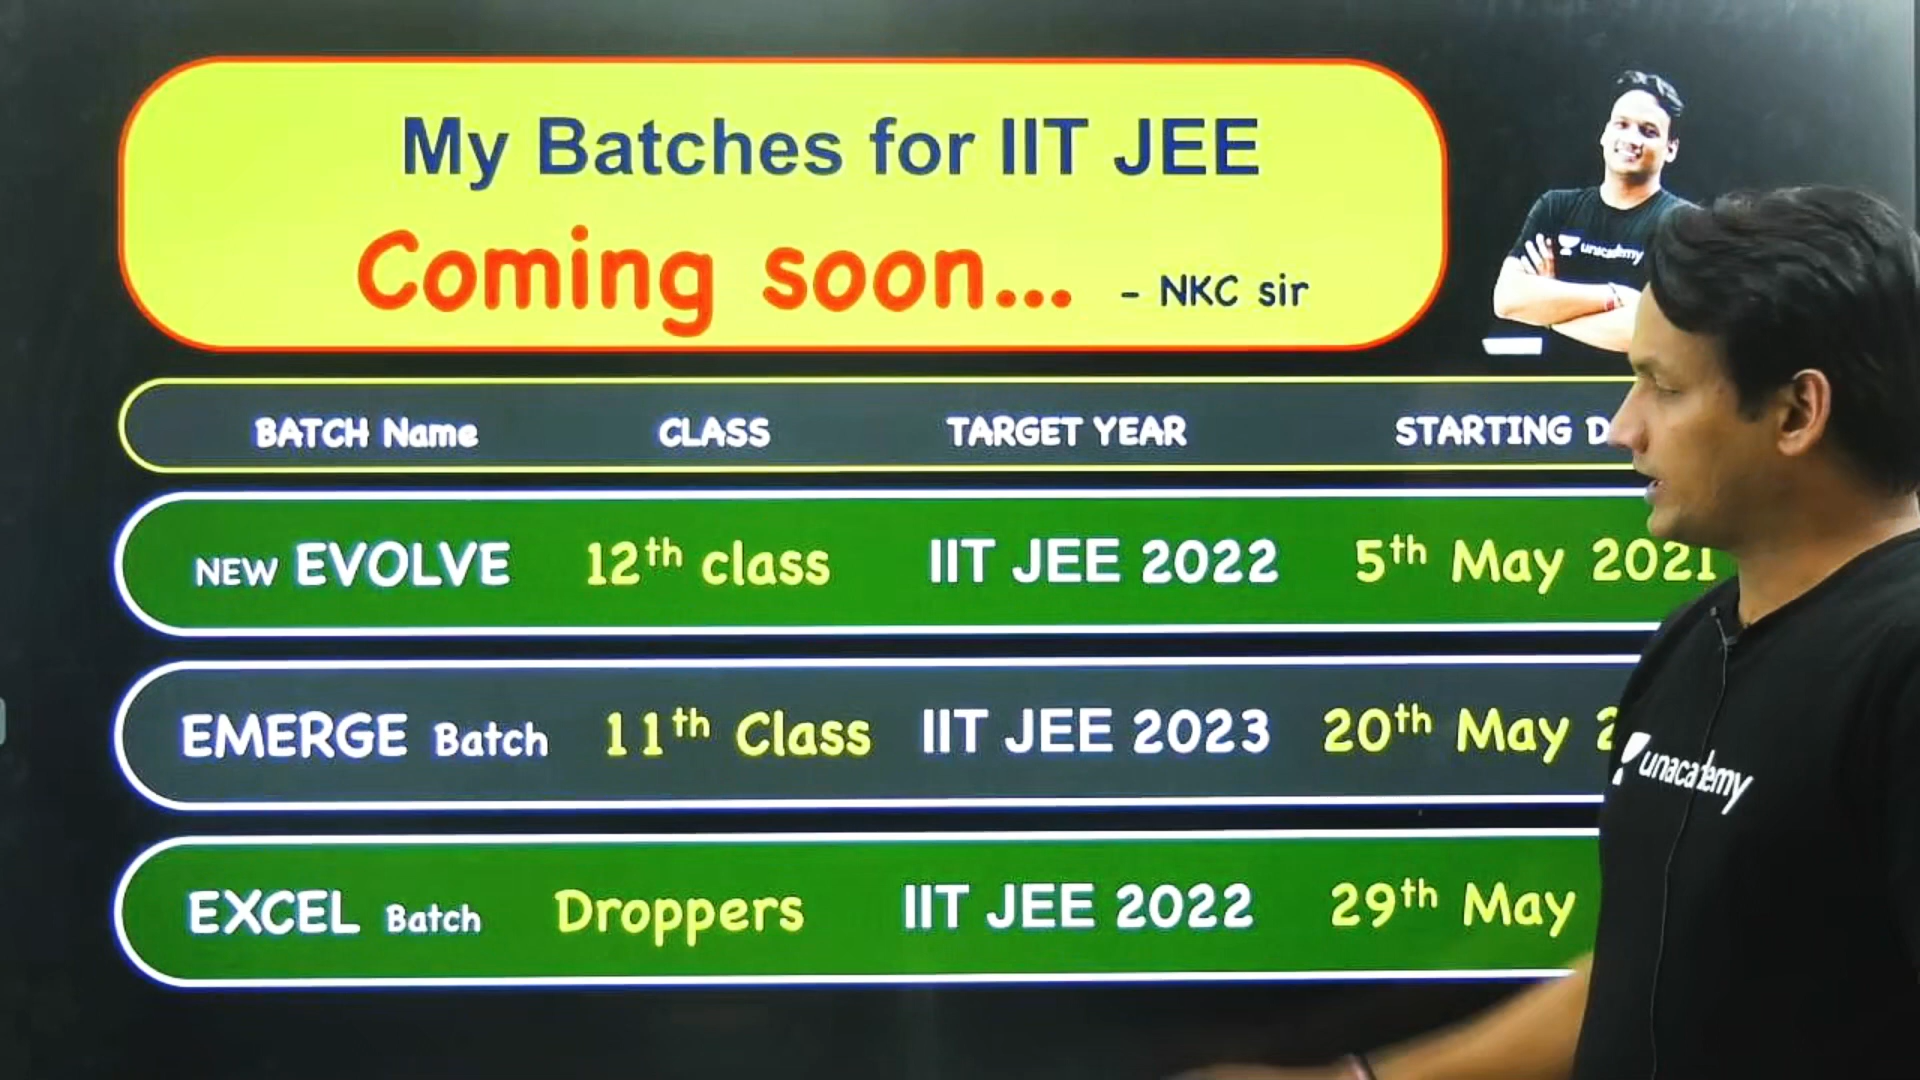 My Batches for IIT JEE
Coming soon... - NKC sir
unacademy
BATCH Name CLASS TARGET YEAR STARTING
NEW EVOLVE 12th class IIT JEE 2022 5th May 2021
EMERGE Batch 11th Class IIT JEE 2023 20th May
unacademy
EXCEL Batch Droppers IIT JEE 2022 29th May